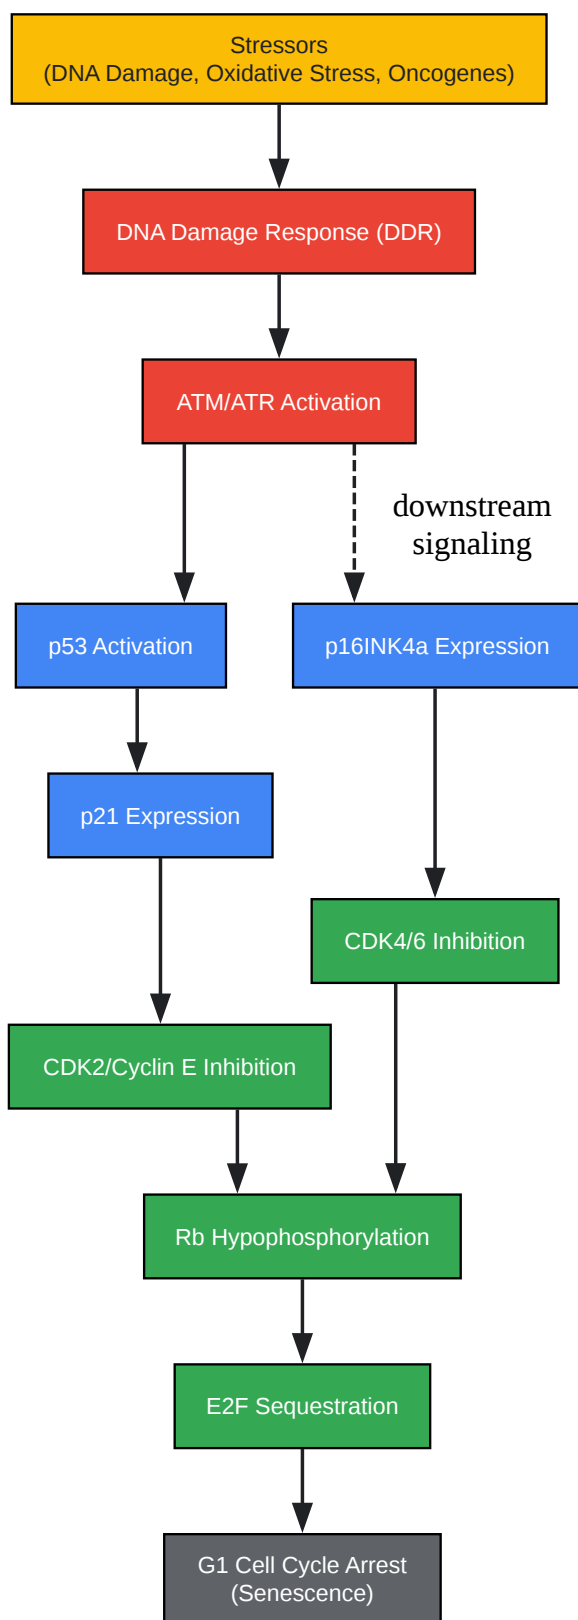 Stressors
(DNA Damage, Oxidative Stress, Oncogenes)
DNA Damage Response (DDR)
ATM/ATR Activation
downstream
signaling
p53 Activation
p16INK4a Expression
p21 Expression
CDK4/6 Inhibition
CDK2/Cyclin E Inhibition
Rb Hypophosphorylation
E2F Sequestration
G1 Cell Cycle Arrest
(Senescence)